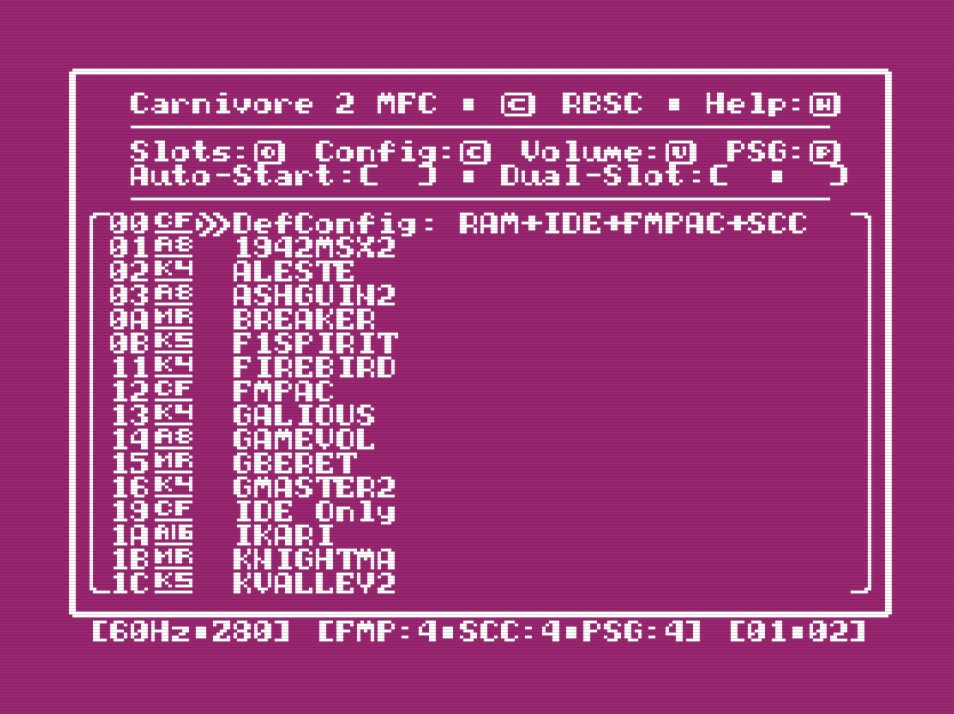 Carnivore 2 MFC ▪ [C] RBSC ▪ Help:[H]
Slots:[O] Config:[C] Volume:[V] PSG:[P]
Auto-Start:[  ] ▪ Dual-Slot:[  ▪  ]
00 CF »DefConfig: RAM+IDE+FMPAC+SCC
01 A8 1942MSX2
02 K4 ALESTE
03 A8 ASHGUIN2
0A MR BREAKER
0B K5 F1SPIRIT
11 K4 FIREBIRD
12 CF FMPAC
13 K4 GALIOUS
14 A8 GAMEVOL
15 MR GBERET
16 K4 GMASTER2
19 CF IDE Only
1A A16 IKARI
1B MR KNIGHTMA
1C K5 KVALLEY2
[60Hz▪Z80] [FMP:4▪SCC:4▪PSG:4] [01▪02]